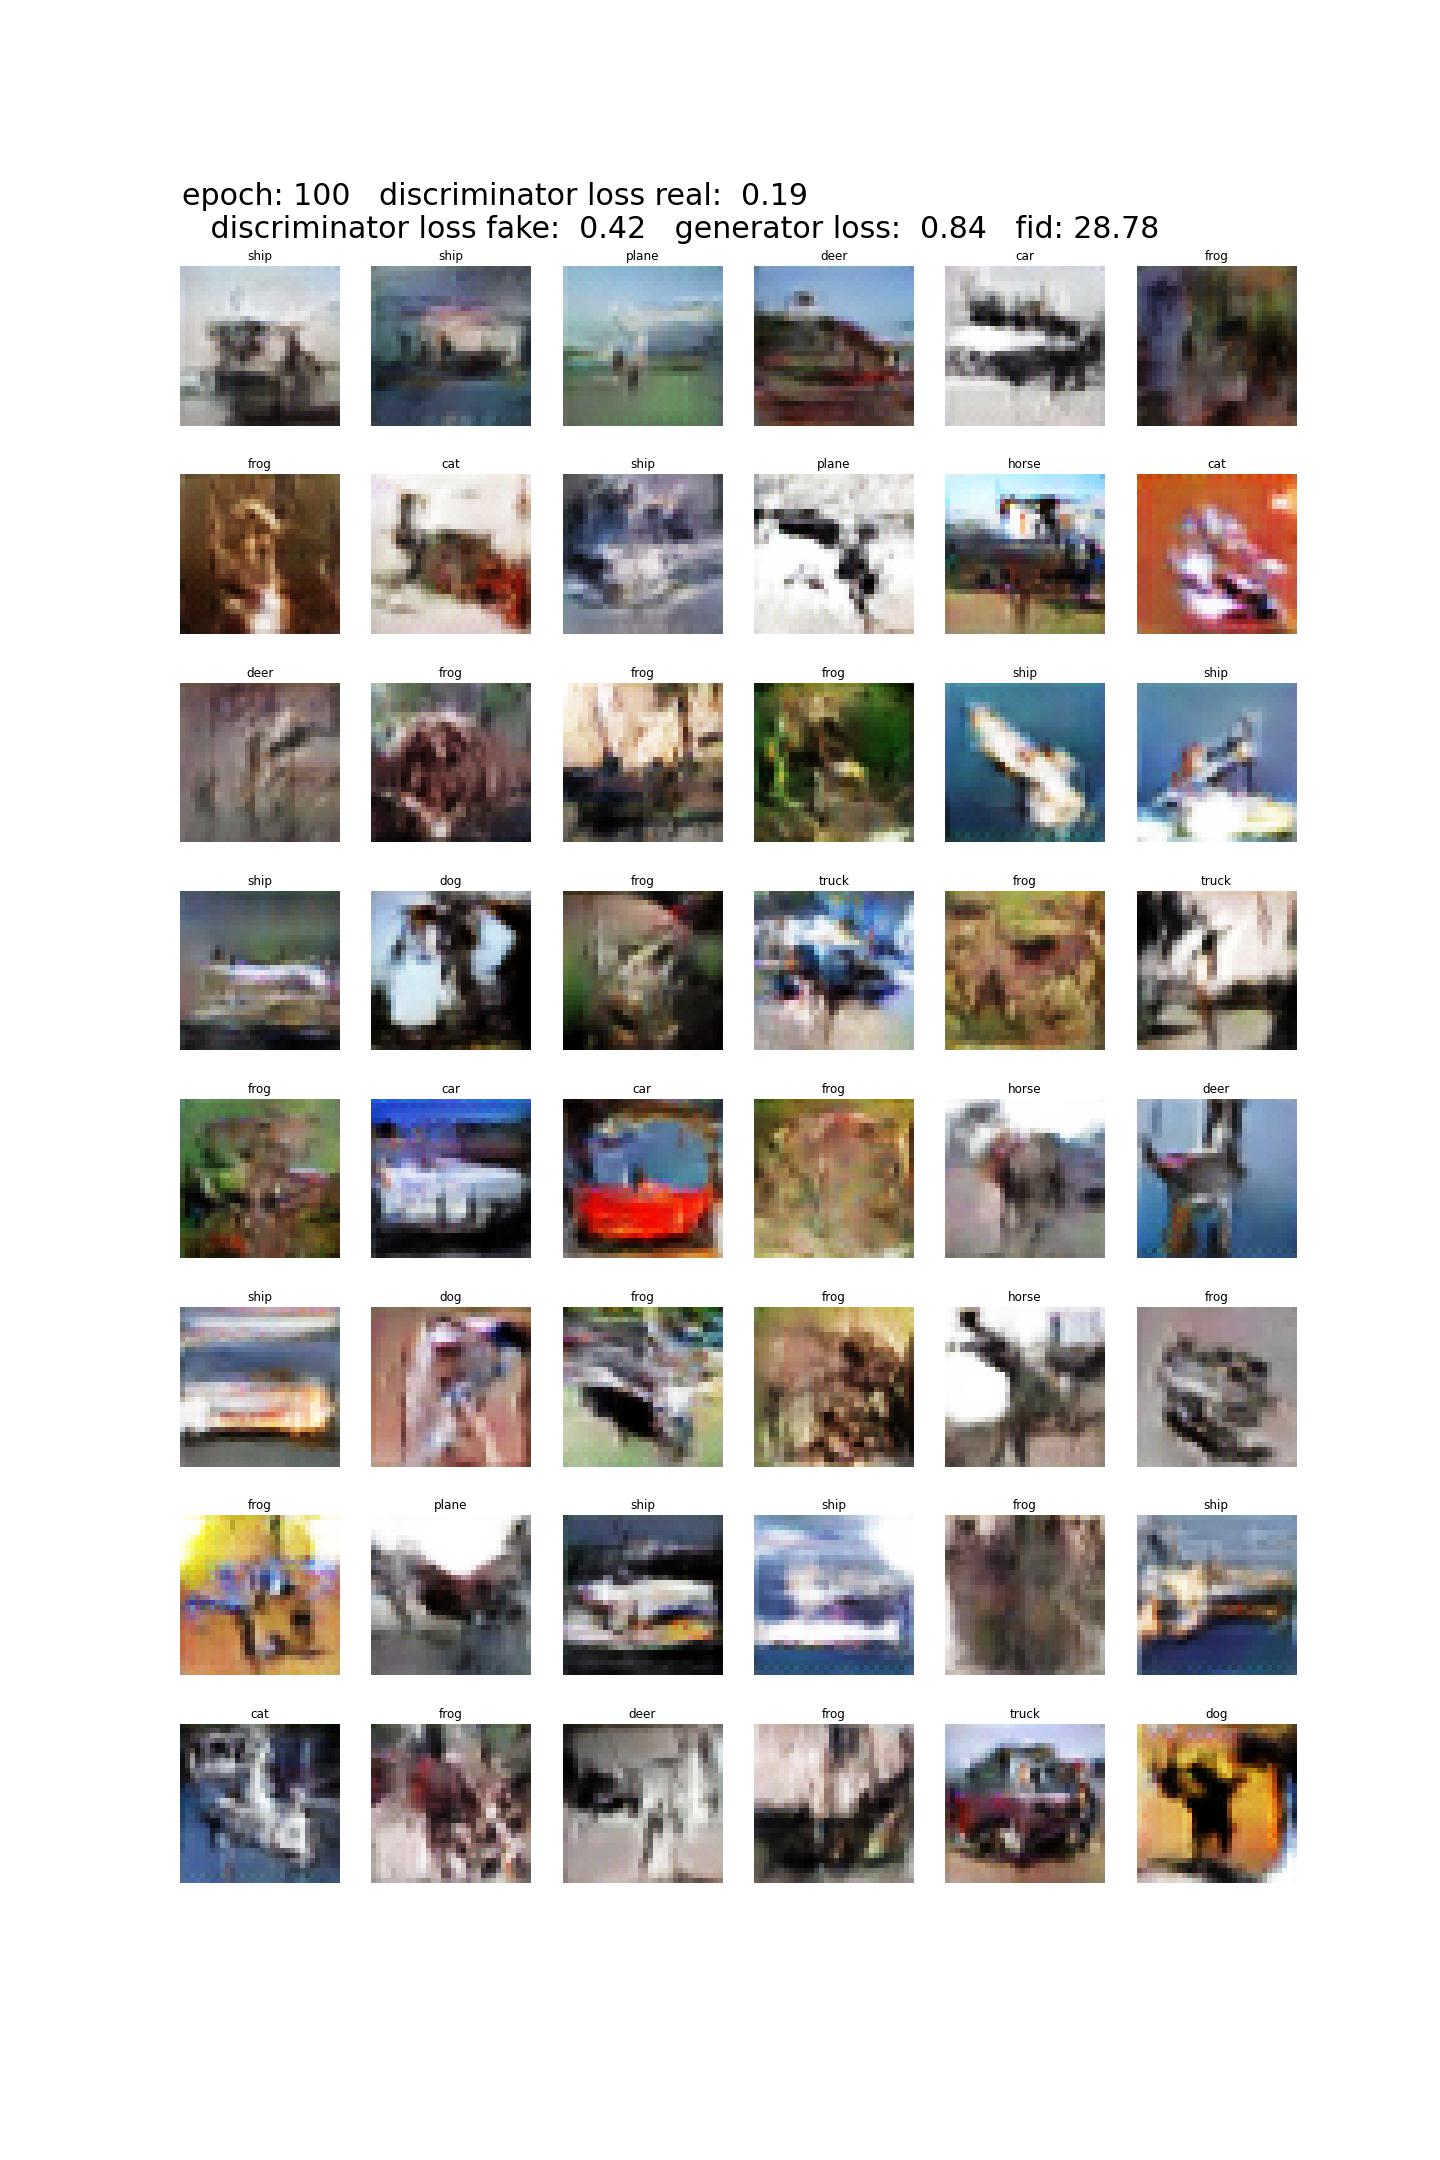 epoch: 100 discriminator loss real: 0.19
discriminator loss fake: 0.42 generator loss: 0.84 fid: 28.78
ship ship plane deer car frog
frog cat ship plane horse cat
deer frog frog frog ship ship
ship dog frog truck frog truck
frog car car frog horse deer
ship dog frog frog horse frog
frog plane ship ship frog ship
cat frog deer frog truck dog